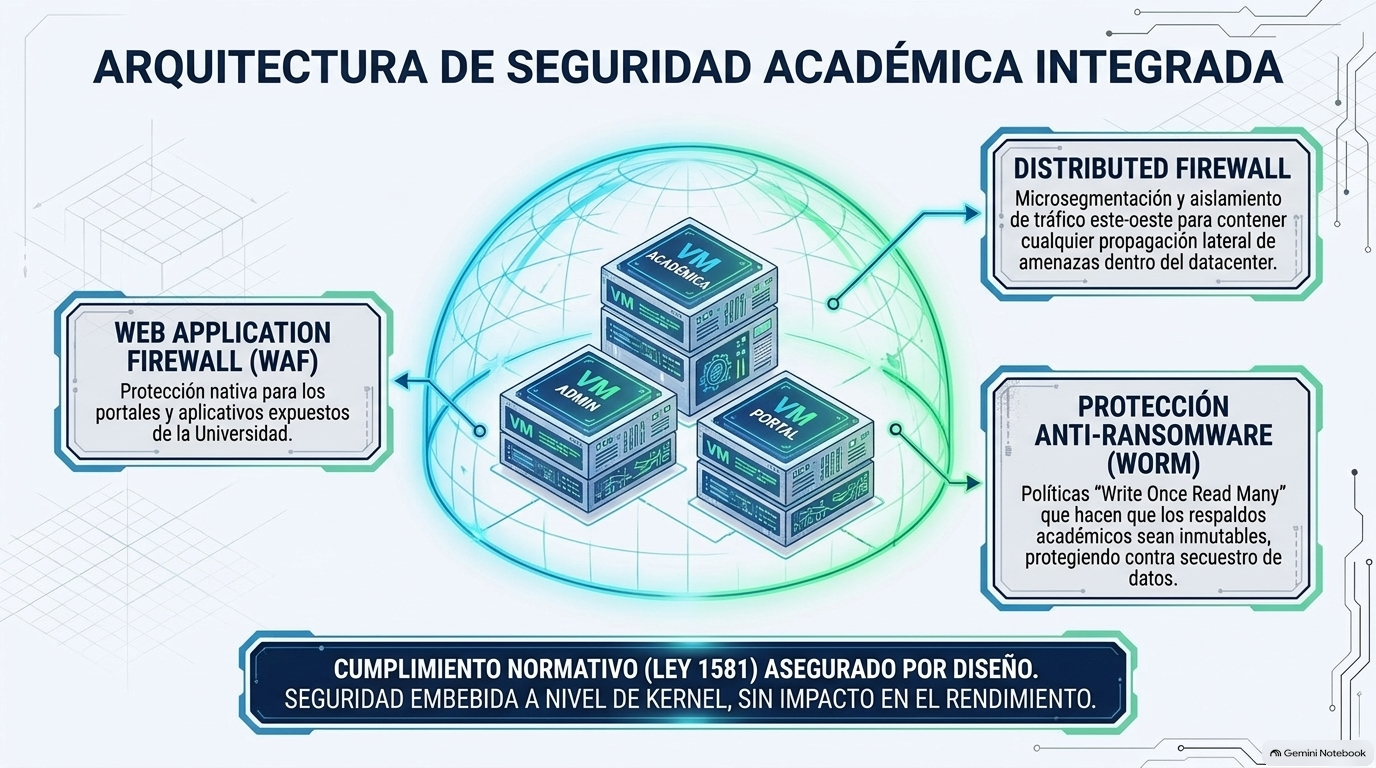 ARQUITECTURA DE SEGURIDAD ACADÉMICA INTEGRADA
WEB APPLICATION
FIREWALL (WAF)
Protección nativa para los
portales y aplicativos expuestos
de la Universidad.
VM
ACADÉMICA
VM
VM
ADMIN
VM
VM
PORTAL
VM
DISTRIBUTED FIREWALL
Microsegmentación y aislamiento
de tráfico este-oeste para contener
cualquier propagación lateral de
amenazas dentro del datacenter.
PROTECCIÓN
ANTI-RANSOMWARE
(WORM)
Políticas “Write Once Read Many”
que hacen que los respaldos
académicos sean inmutables,
protegiendo contra secuestro de
datos.
CUMPLIMIENTO NORMATIVO (LEY 1581) ASEGURADO POR DISEÑO.
SEGURIDAD EMBEBIDA A NIVEL DE KERNEL, SIN IMPACTO EN EL RENDIMIENTO.
Gemini Notebook